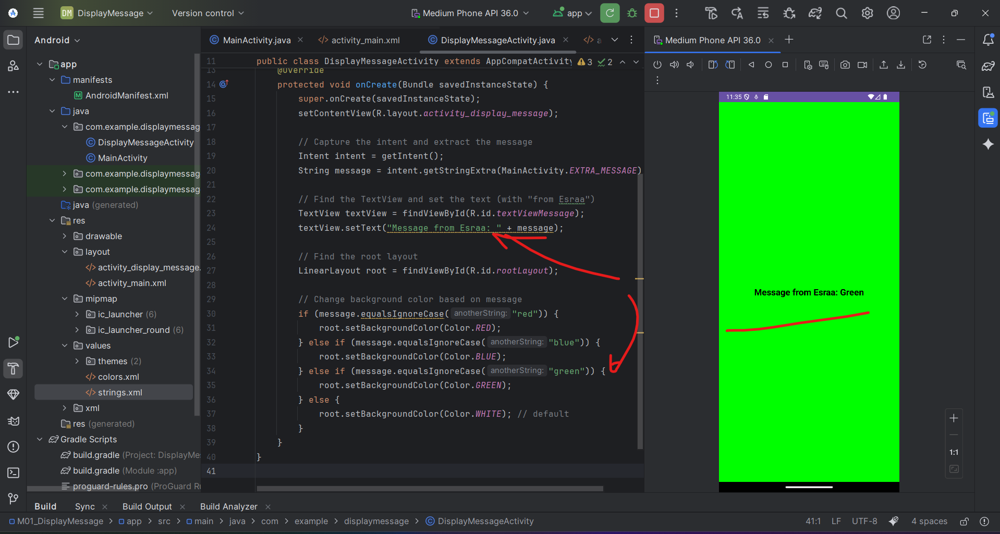 DM DisplayMessage Version control Medium Phone API 36.0 app
Android
app
manifests
AndroidManifest.xml
java
com.example.displaymessag
DisplayMessageActivity
MainActivity
com.example.displaymessag
com.example.displaymessag
java (generated)
res
drawable
layout
activity_display_message.
activity_main.xml
mipmap
ic_launcher (6)
ic_launcher_round (6)
values
themes (2)
colors.xml
strings.xml
xml
res (generated)
Gradle Scripts
build.gradle (Project: DisplayMe
build.gradle (Module :app)
proguard-rules.pro (ProGuard Ru
MainActivity.java activity_main.xml DisplayMessageActivity.java a
11 public class DisplayMessageActivity extends AppCompatActivity 3 2
13 @Override
14 protected void onCreate(Bundle savedInstanceState) {
15 super.onCreate(savedInstanceState);
16 setContentView(R.layout.activity_display_message);
17
18 // Capture the intent and extract the message
19 Intent intent = getIntent();
20 String message = intent.getStringExtra(MainActivity.EXTRA_MESSAGE)
21
22 // Find the TextView and set the text (with "from Esraa")
23 TextView textView = findViewById(R.id.textViewMessage);
24 textView.setText("Message from Esraa: " + message);
25
26 // Find the root layout
27 LinearLayout root = findViewById(R.id.rootLayout);
28
29 // Change background color based on message
30 if (message.equalsIgnoreCase( anotherString: "red")) {
31 root.setBackgroundColor(Color.RED);
32 } else if (message.equalsIgnoreCase( anotherString: "blue")) {
33 root.setBackgroundColor(Color.BLUE);
34 } else if (message.equalsIgnoreCase( anotherString: "green")) {
35 root.setBackgroundColor(Color.GREEN);
36 } else {
37 root.setBackgroundColor(Color.WHITE); // default
38 }
39 }
40 }
41
Medium Phone API 36.0
11:35
Message from Esraa: Green
1:1
Build Sync Build Output Build Analyzer
M01_DisplayMessage > app > src > main > java > com > example > displaymessage > DisplayMessageActivity 41:1 LF UTF-8 4 spaces